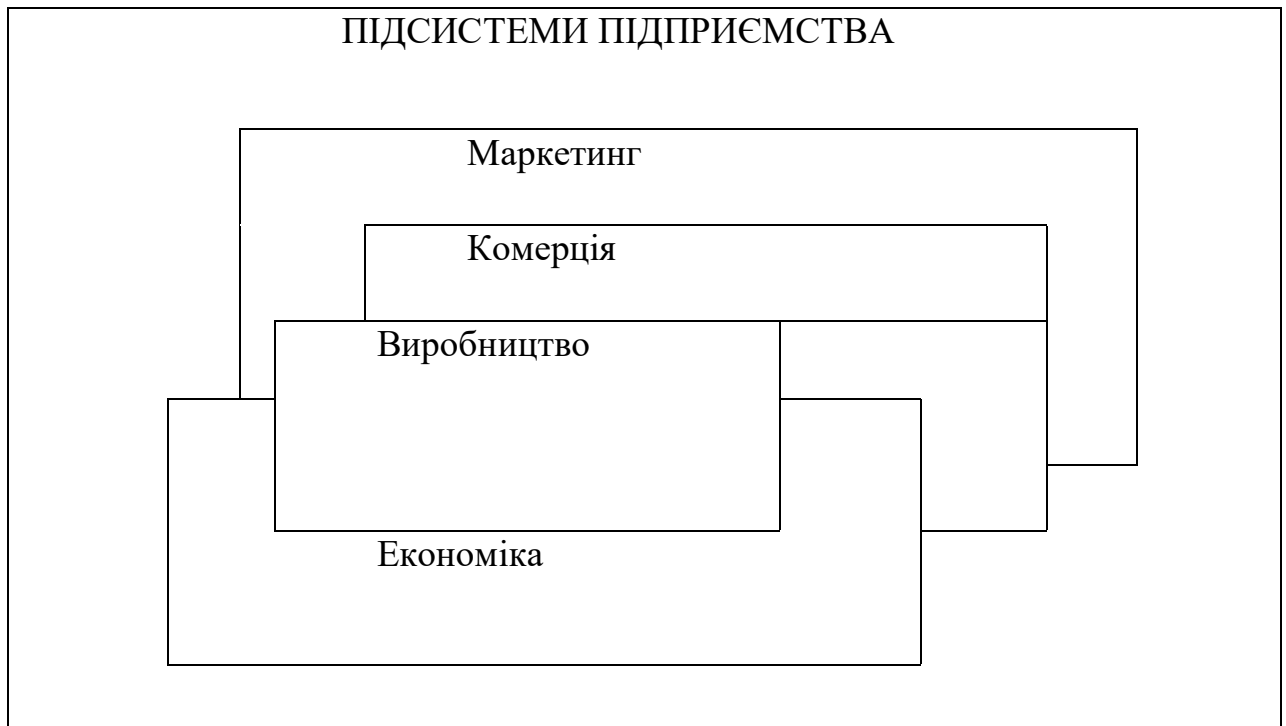 ПІДСИСТЕМИ ПІДПРИЄМСТВА
Маркетинг
Комерція
Виробництво
Економіка